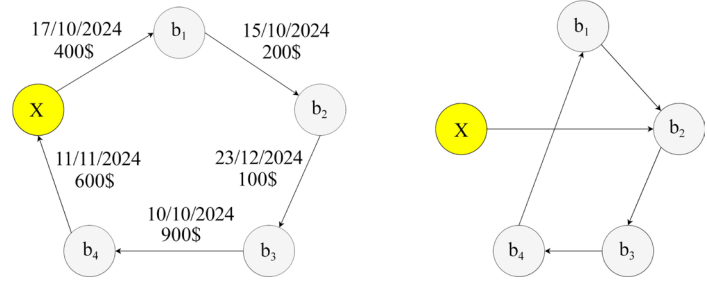 17/10/2024
400$
b₁
15/10/2024
200$
X
b₂
11/11/2024
600$
23/12/2024
100$
10/10/2024
900$
b₄
b₃
b₁
X
b₂
b₄
b₃